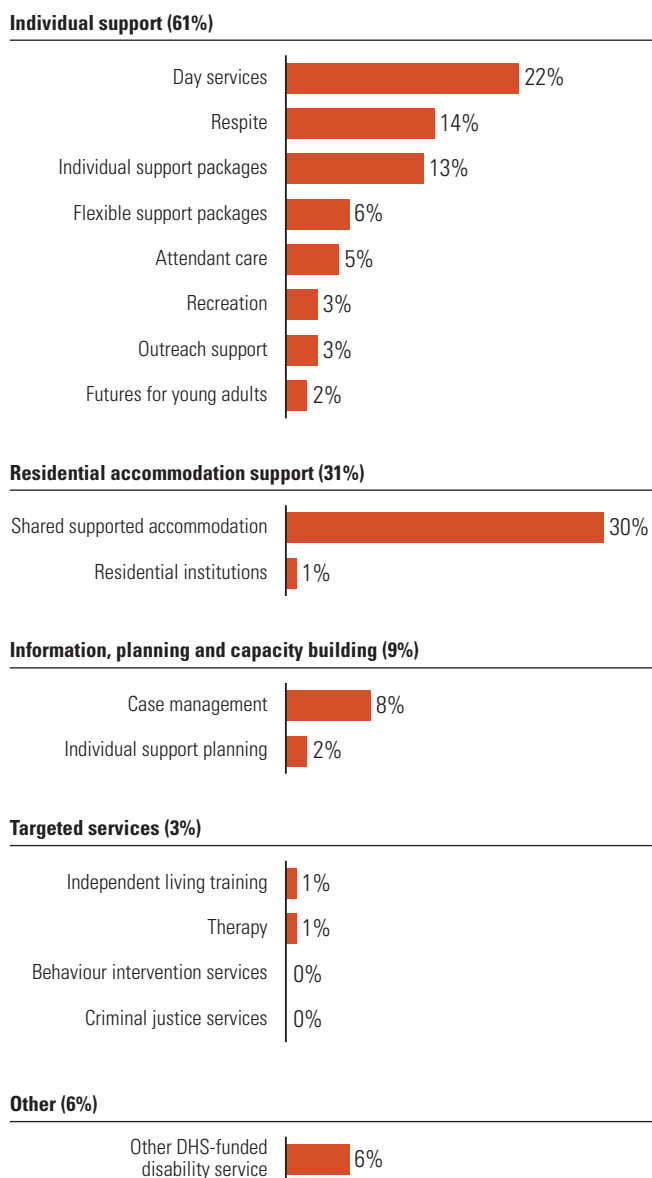 Individual support (61%)
Day services 22%
Respite 14%
Individual support packages 13%
Flexible support packages 6%
Attendant care 5%
Recreation 3%
Outreach support 3%
Futures for young adults 2%
Residential accommodation support (31%)
Shared supported accommodation 30%
Residential institutions 1%
Information, planning and capacity building (9%)
Case management 8%
Individual support planning 2%
Targeted services (3%)
Independent living training 1%
Therapy 1%
Behaviour intervention services 0%
Criminal justice services 0%
Other (6%)
Other DHS-funded
disability service 6%